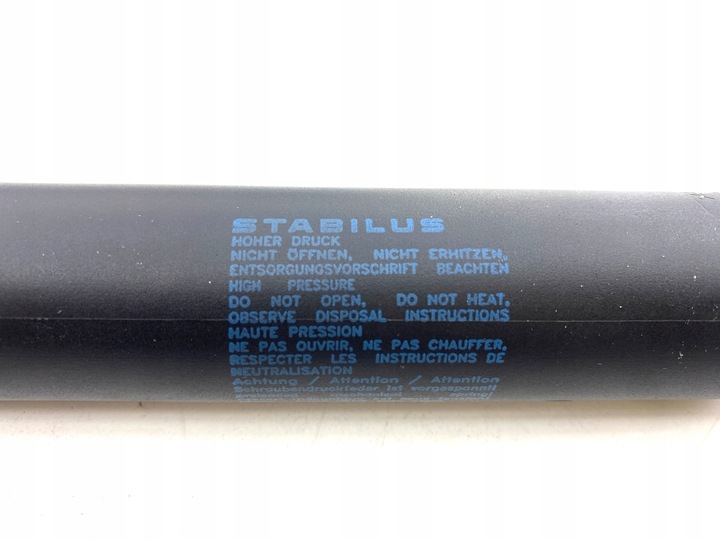 STABILUS
HOHER DRUCK
NICHT ÖFFNEN, NICHT ERHITZEN,
ENTSORGUNGSVORSCHRIFT BEACHTEN
HIGH PRESSURE
DO NOT OPEN, DO NOT HEAT,
OBSERVE DISPOSAL INSTRUCTIONS
HAUTE PRESSION
NE PAS OUVRIR, NE PAS CHAUFFER,
RESPECTER LES INSTRUCTIONS DE
NEUTRALISATION
Achtung / Attention / Attention
Schraubendruckfeder ist vorgespannt
spring